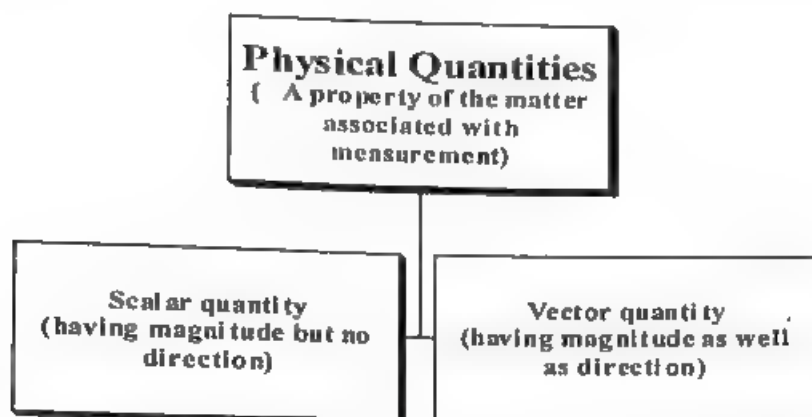 Physical Quantities
( A property of the matter
associated with
measurement)
Scalar quantity
(having magnitude but no
direction)
Vector quantity
(having magnitude as well
as direction)